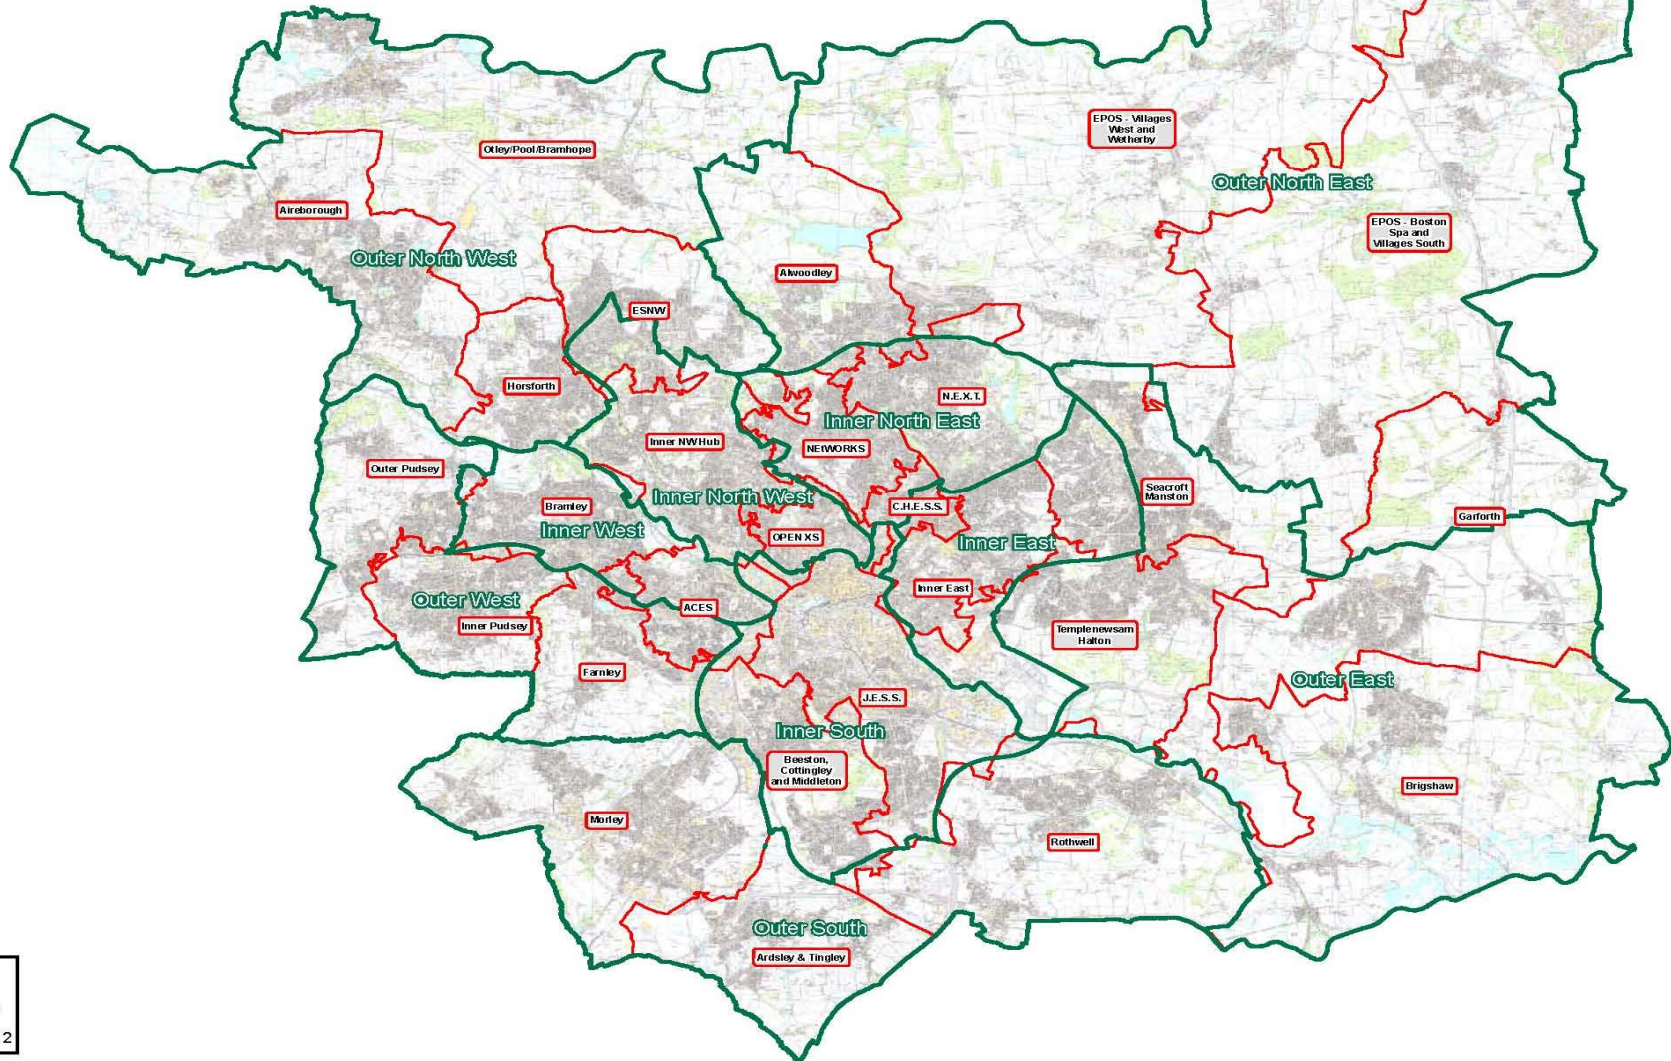 EPOS - Villages
West and
Wetherby
Otley/Pool/Bramhope
Outer North East
Aireborough
EPOS - Boston
Spa and
Villages South
Outer North West
Alwoodley
ESNW
Horsforth
N.E.X.T.
Inner North East
Inner NW Hub
NEtWORKS
Outer Pudsey
Seacroft
Manston
Inner North West
Bramley
C.H.E.S.S.
Garforth
Inner West
OPEN XS
Inner East
Inner East
Outer West
ACES
Inner Pudsey
Templenewsam
Halton
Farnley
Outer East
J.E.S.S.
Inner South
Beeston,
Cottingley
and Middleton
Brigshaw
Morley
Rothwell
Outer South
Ardsley & Tingley
2